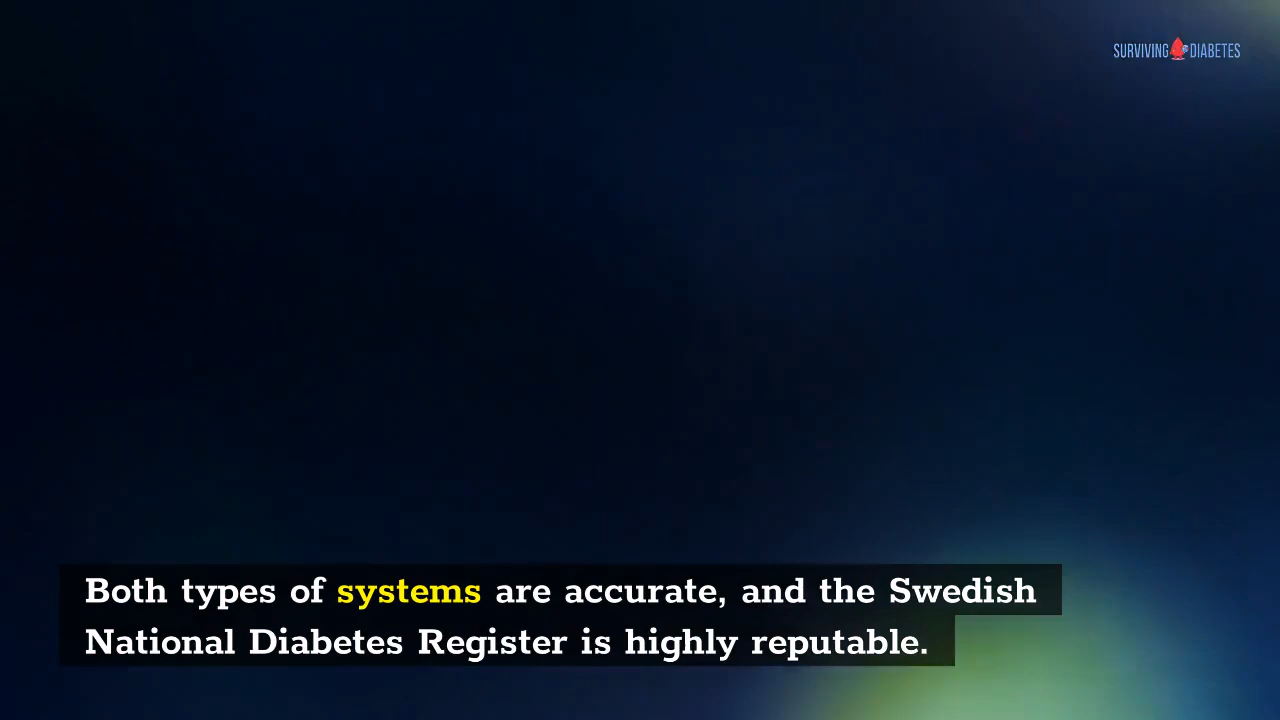 SURVIVING DIABETES
Both types of systems are accurate, and the Swedish
National Diabetes Register is highly reputable.